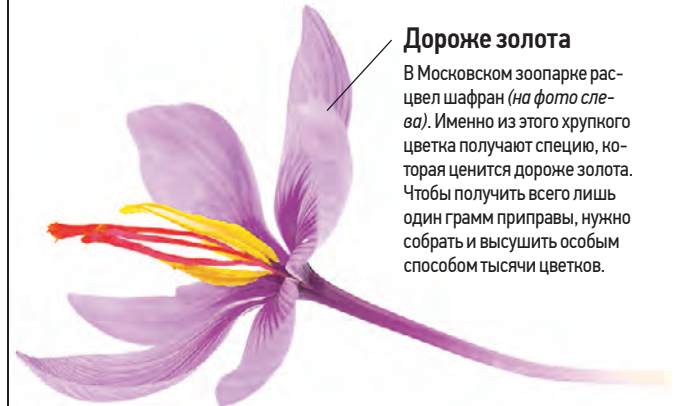 Дороже золота
В Московском зоопарке рас-
цвел шафран (на фото сле-
ва). Именно из этого хрупкого
цветка получают специю, ко-
торая ценится дороже золота.
Чтобы получить всего лишь
один грамм приправы, нужно
собрать и высушить особым
способом тысячи цветков.